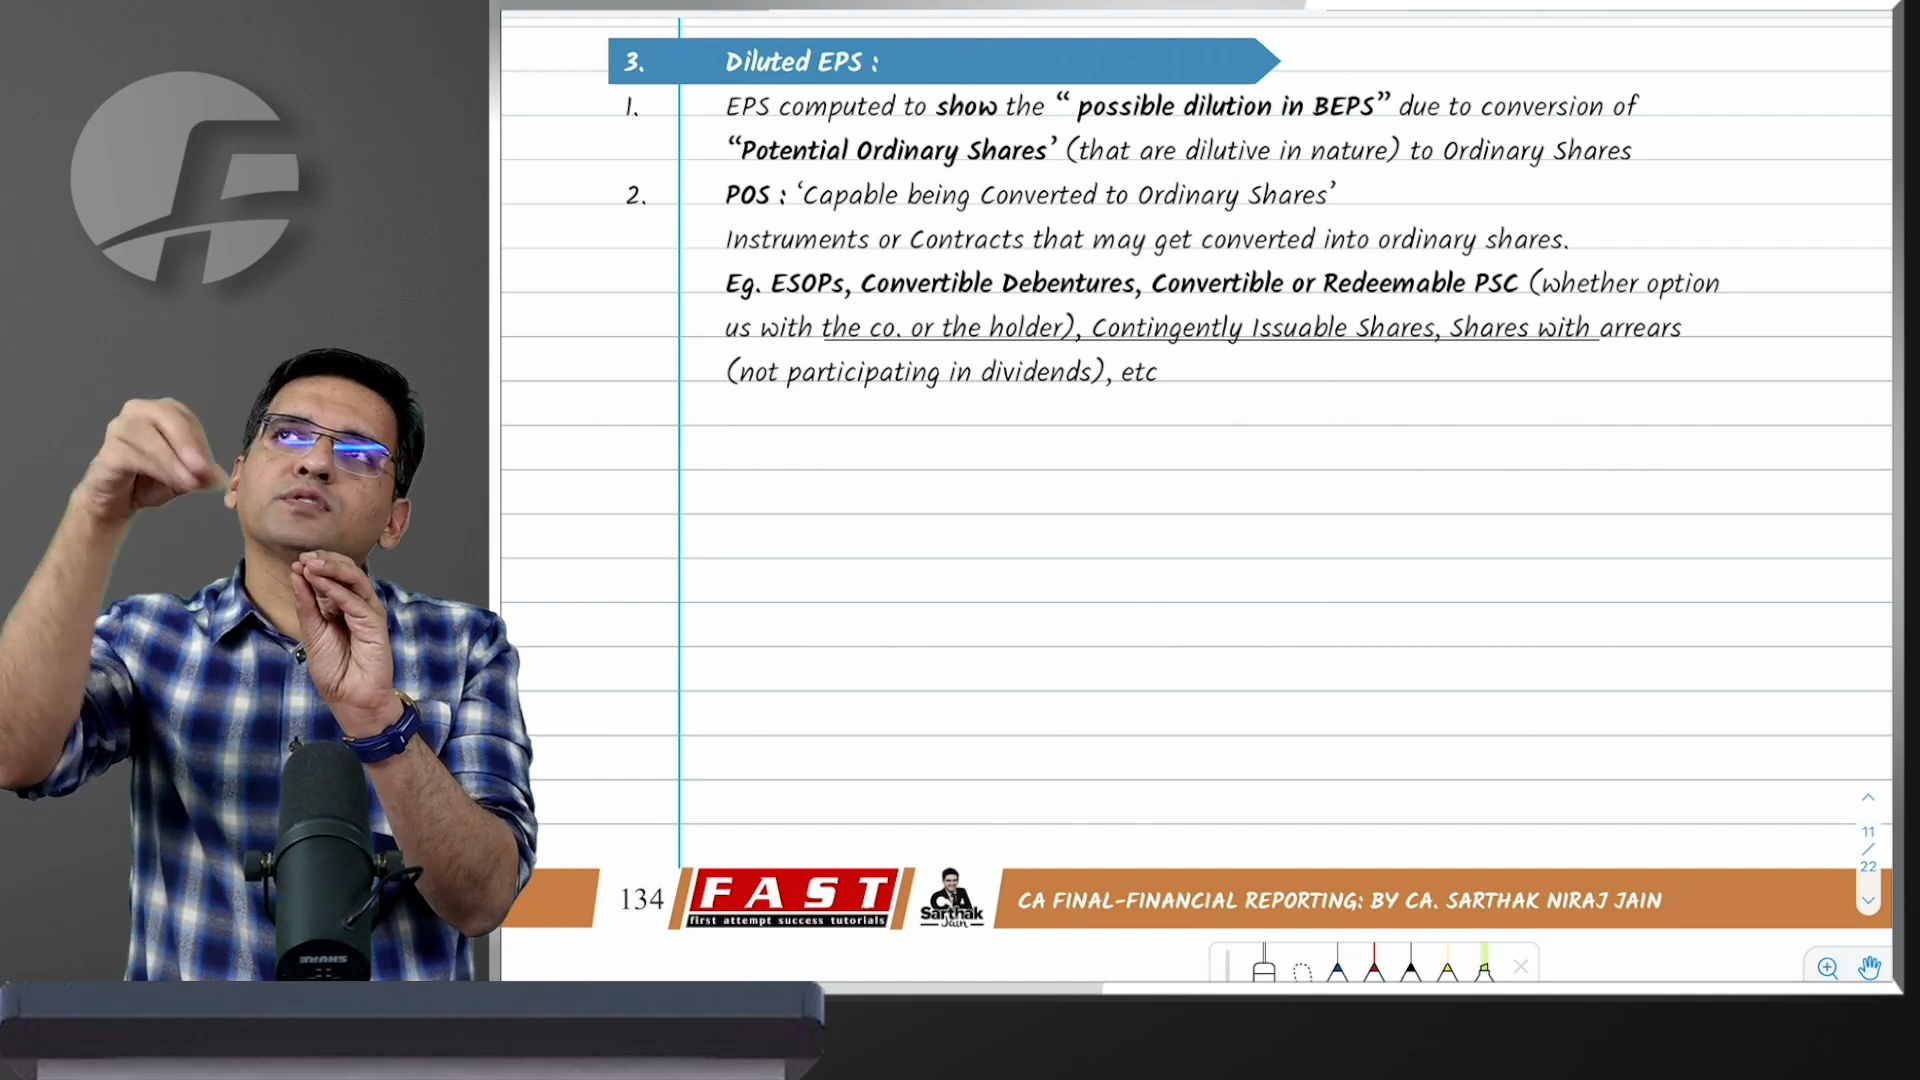 3. Diluted EPS :
1. EPS computed to show the “ possible dilution in BEPS” due to conversion of
“Potential Ordinary Shares’ (that are dilutive in nature) to Ordinary Shares
2. POS : ‘Capable being Converted to Ordinary Shares’
Instruments or Contracts that may get converted into ordinary shares.
Eg. ESOPs, Convertible Debentures, Convertible or Redeemable PSC (whether option
us with the co. or the holder), Contingently Issuable Shares, Shares with arrears
(not participating in dividends), etc
11
/
22
134 FAST
first attempt success tutorials
CA
Sarthak
Jain
CA FINAL-FINANCIAL REPORTING: BY CA. SARTHAK NIRAJ JAIN
SHURE